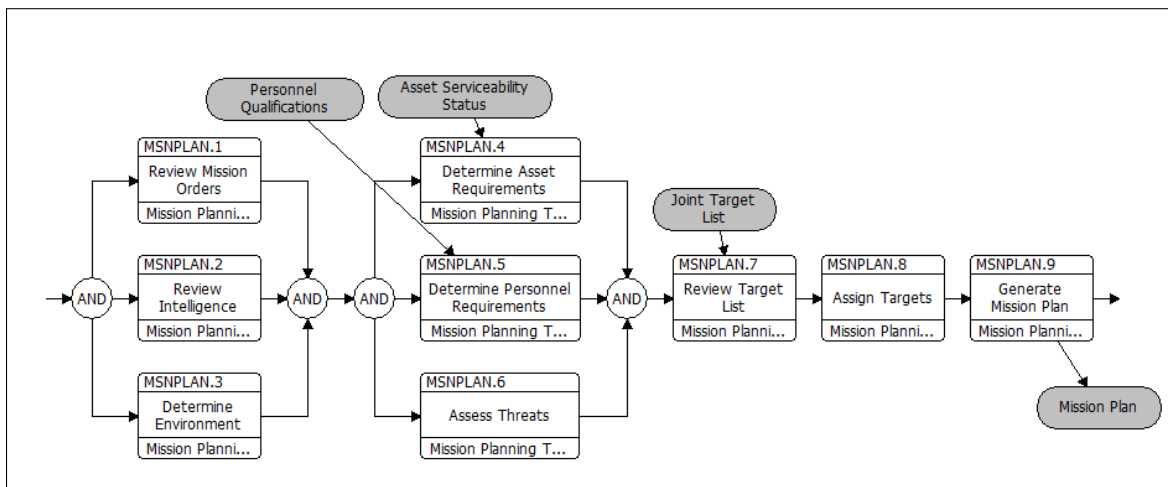 Personnel
Qualifications
Asset Serviceability
Status
MSNPLAN.1
Review Mission
Orders
Mission Planni...
MSNPLAN.4
Determine Asset
Requirements
Mission Planning T...
Joint Target
List
AND
MSNPLAN.2
Review
Intelligence
Mission Planni...
AND
AND
MSNPLAN.5
Determine Personnel
Requirements
Mission Planning T...
AND
MSNPLAN.7
Review Target
List
Mission Planni...
MSNPLAN.8
Assign Targets
Mission Planni...
MSNPLAN.9
Generate
Mission Plan
Mission Planni...
MSNPLAN.3
Determine
Environment
Mission Planni...
MSNPLAN.6
Assess Threats
Mission Planning T...
Mission Plan